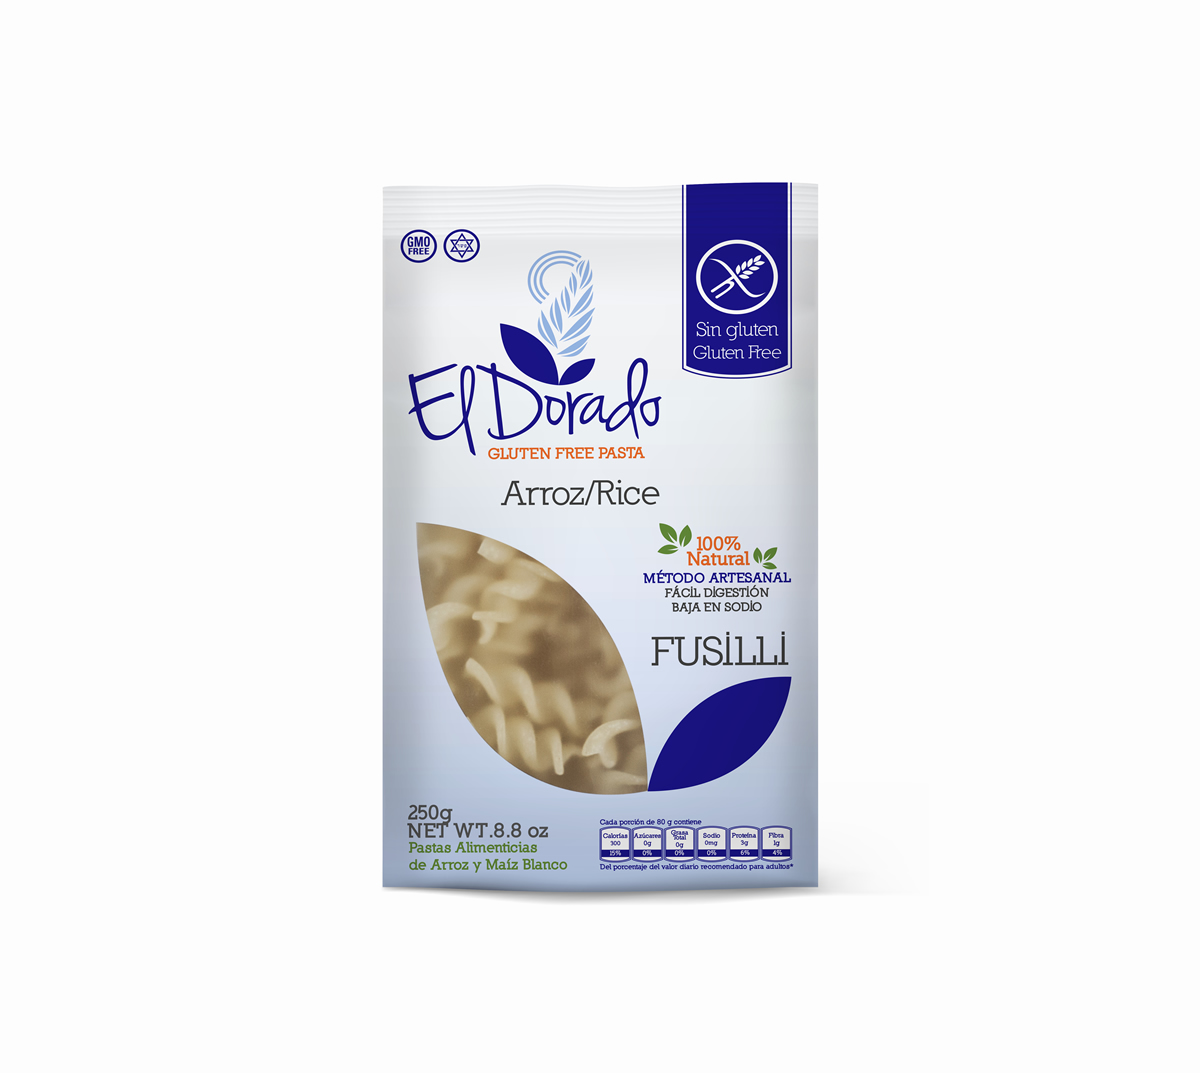 GMO
FREE
Sin gluten
Gluten Free
El Dorado
GLUTEN FREE PASTA
Arroz/Rice
100%
Natural
MÉTODO ARTESANAL
FÁCIL DIGESTIÓN
BAJA EN SODIO
FUSILLI
250g
NET WT.8.8 oz
Pastas Alimenticias
de Arroz y Maíz Blanco
Cada porción de 80 g contiene
Calorías 300 15%
Azúcares 0g 0%
Grasa Total 0g 0%
Sodio 0mg 0%
Proteína 3g 6%
Fibra 1g 4%
Del porcentaje del valor diario recomendado para adultos*